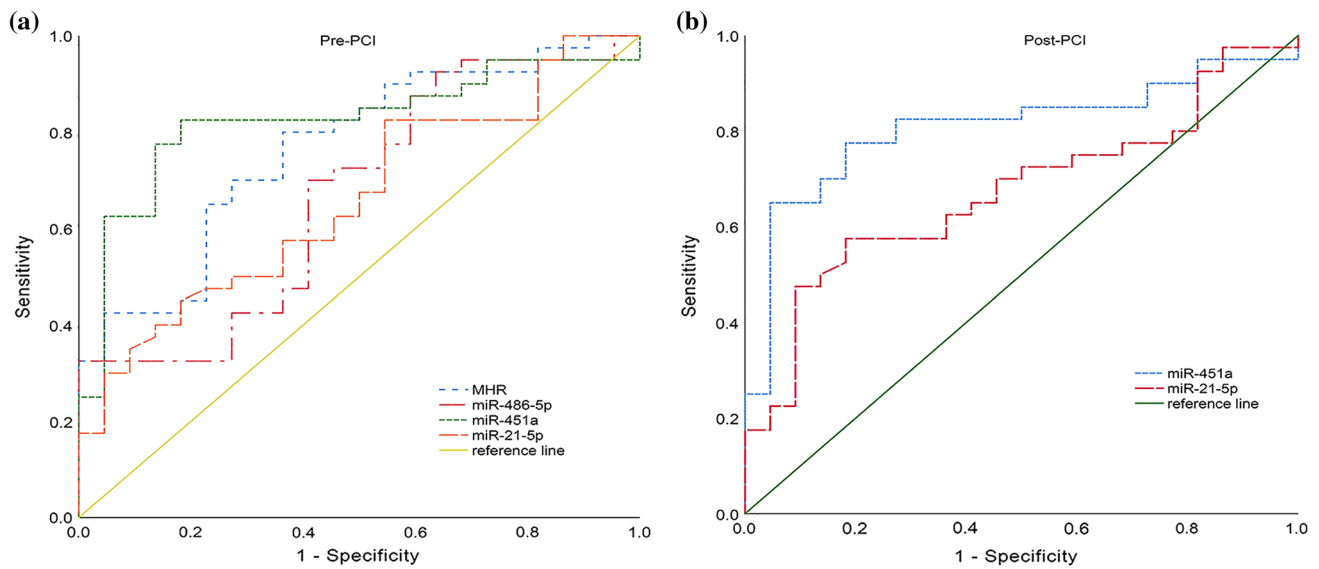 (a)
Pre-PCI
1.0
0.8
0.6
0.4
0.2
0.0
Sensitivity
MHR
miR-486-5p
miR-451a
miR-21-5p
reference line
0.0 0.2 0.4 0.6 0.8 1.0
1 - Specificity
(b)
Post-PCI
1.0
0.8
0.6
0.4
0.2
0.0
Sensitivity
miR-451a
miR-21-5p
reference line
0.0 0.2 0.4 0.6 0.8 1.0
1 - Specificity